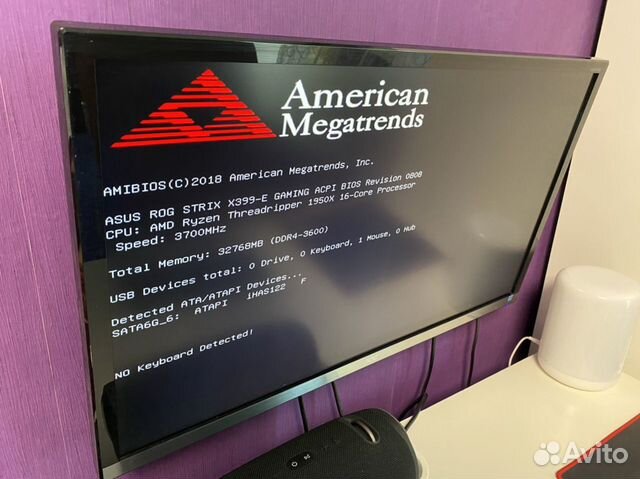 American
Megatrends
AMIBIOS(C)2018 American Megatrends, Inc.
ASUS ROG STRIX X399-E GAMING ACPI BIOS Revision 0808
CPU: AMD Ryzen Threadripper 1950X 16-Core Processor
Speed: 3700MHz
Total Memory: 32768MB (DDR4-3600)
USB Devices total: 0 Drive, 0 Keyboard, 1 Mouse, 0 Hub
Detected ATA/ATAPI Devices...
SATA6G_6: ATAPI iHAS122 F
NO Keyboard Detected!
Avito